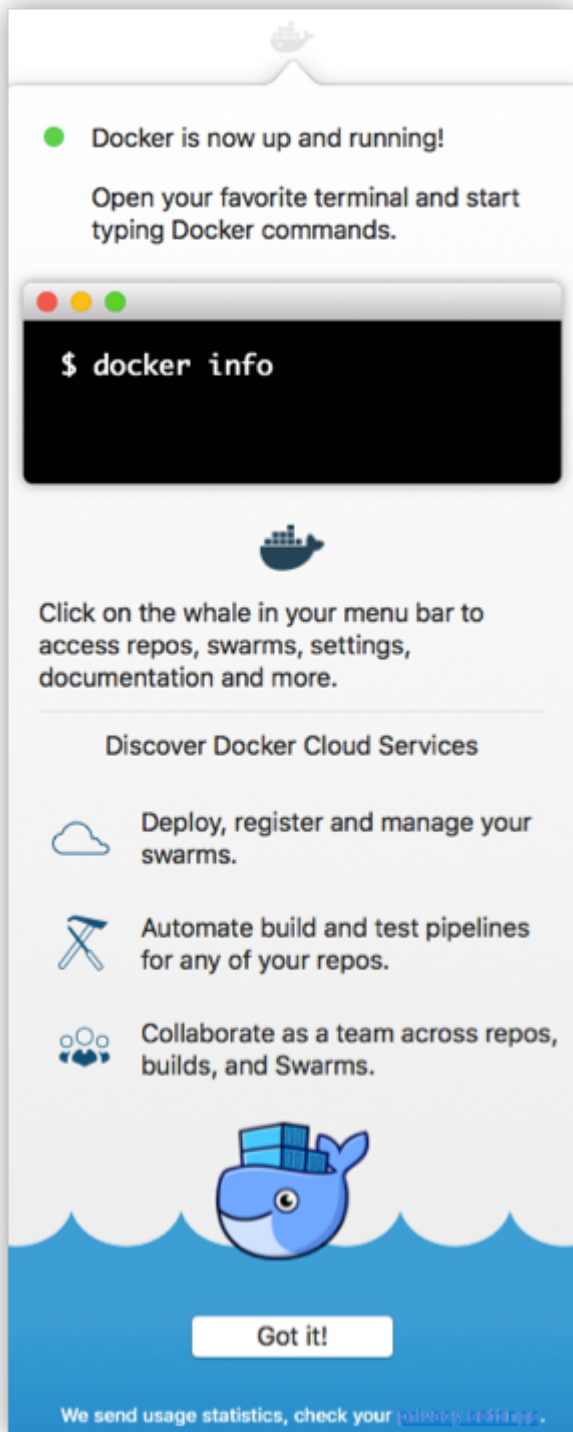 Docker is now up and running!
Open your favorite terminal and start
typing Docker commands.
$ docker info
Click on the whale in your menu bar to
access repos, swarms, settings,
documentation and more.
Discover Docker Cloud Services
Deploy, register and manage your
swarms.
Automate build and test pipelines
for any of your repos.
Collaborate as a team across repos,
builds, and Swarms.
Got it!
We send usage statistics, check your privacy settings.